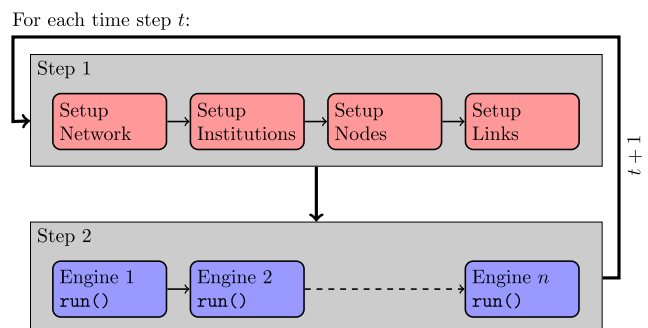 For each time step t:
Step 1
Setup
Network
Setup
Institutions
Setup
Nodes
Setup
Links
t + 1
Step 2
Engine 1
run()
Engine 2
run()
Engine n
run()